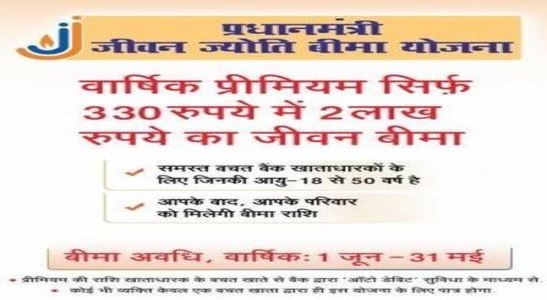 प्रधानमंत्री
जीवन ज्योति बीमा योजना
वार्षिक प्रीमियम सिर्फ़
330 रुपये में 2 लाख
रुपये का जीवन बीमा
समस्त बचत बैंक खाताधारकों के
लिए जिनकी आयु-18 से 50 वर्ष है
आपके बाद, आपके परिवार
को मिलेगी बीमा राशि
बीमा अवधि, वार्षिक: 1 जून - 31 मई
• प्रीमियम की राशि खाताधारक के बचत खाते से बैंक द्वारा 'ऑटो डेबिट' सुविधा के माध्यम से.
• कोई भी व्यक्ति केवल एक बचत खाता द्वारा ही इस योजना के लिए पात्र होगा.